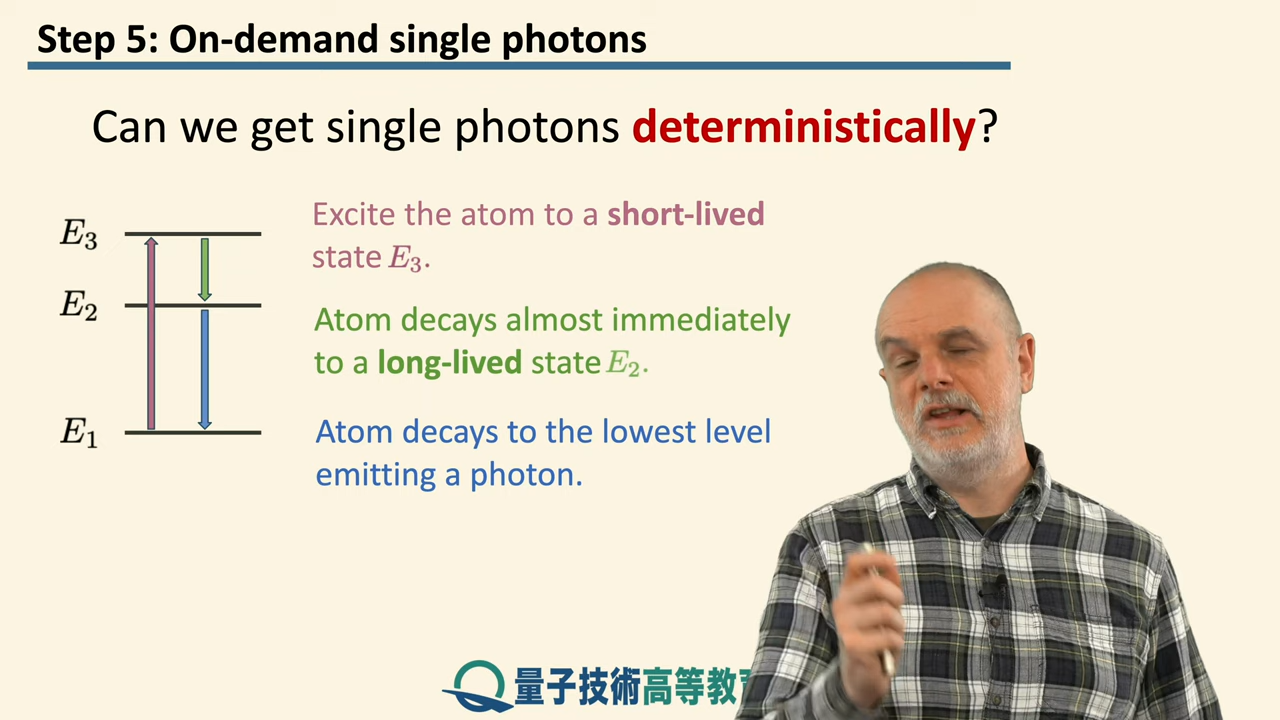 Step 5: On-demand single photons
Can we get single photons deterministically?
E₃
E₂
E₁
Excite the atom to a short-lived
state E₃.
Atom decays almost immediately
to a long-lived state E₂.
Atom decays to the lowest level
emitting a photon.
量子技術高等教